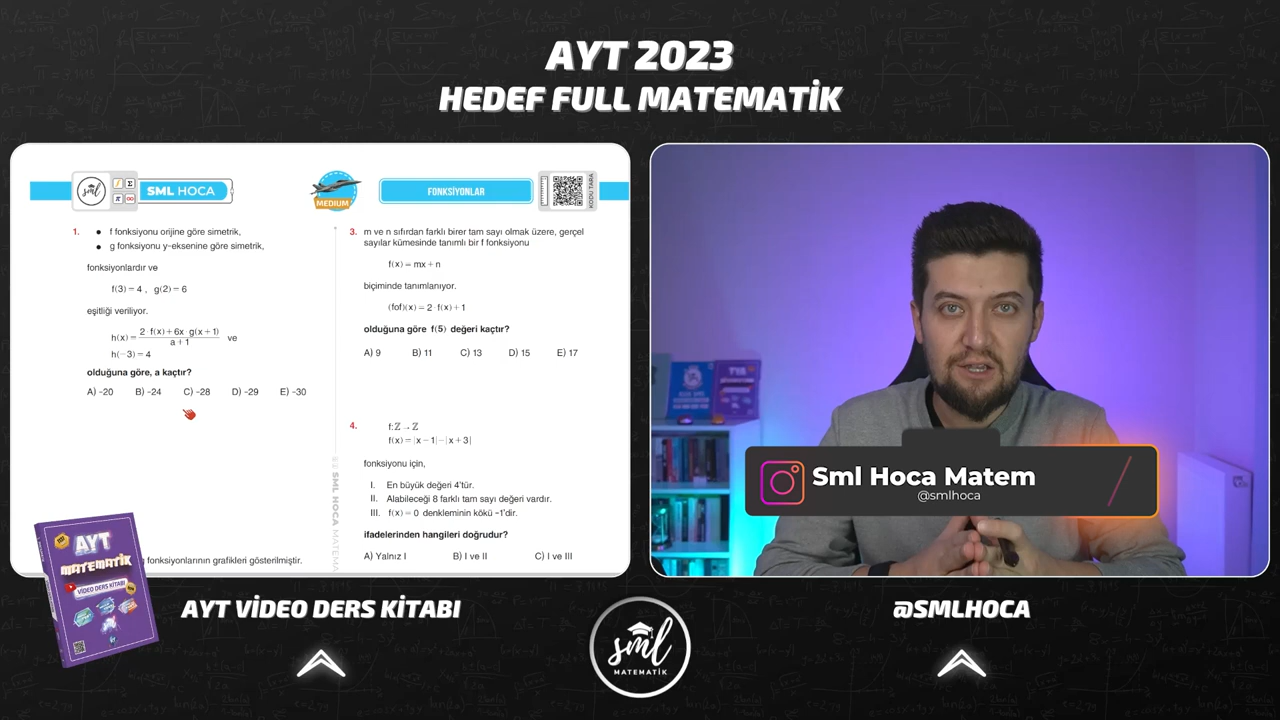 AYT 2023
HEDEF FULL MATEMATİK
sml
Σ
π
∞
SML HOCA
MEDIUM
FONKSİYONLAR
KODU TARA
1. • f fonksiyonu orijine göre simetrik,
• g fonksiyonu y-eksenine göre simetrik,
fonksiyonlardır ve
f(3) = 4 , g(2) = 6
eşitliği veriliyor.
h(x) = (2 · f(x) + 6x · g(x + 1)) / (a + 1) ve
h(−3) = 4
olduğuna göre, a kaçtır?
A) -20 B) -24 C) -28 D) -29 E) -30
fonksiyonlarının grafikleri gösterilmiştir.
SML HOCA MATEMA
3. m ve n sıfırdan farklı birer tam sayı olmak üzere, gerçel
sayılar kümesinde tanımlı bir f fonksiyonu
f(x) = mx + n
biçiminde tanımlanıyor.
(fof)(x) = 2 · f(x) + 1
olduğuna göre f(5) değeri kaçtır?
A) 9 B) 11 C) 13 D) 15 E) 17
4. f: ℤ → ℤ
f(x) = |x − 1| − |x + 3|
fonksiyonu için,
I. En büyük değeri 4'tür.
II. Alabileceği 8 farklı tam sayı değeri vardır.
III. f(x) = 0 denkleminin kökü −1'dir.
ifadelerinden hangileri doğrudur?
A) Yalnız I B) I ve II C) I ve III
Sml Hoca Matem
@smlhoca
AYT
MATEMATİK
VİDEO DERS KİTABI
AYT VİDEO DERS KİTABI
sml
MATEMATİK
@SMLHOCA